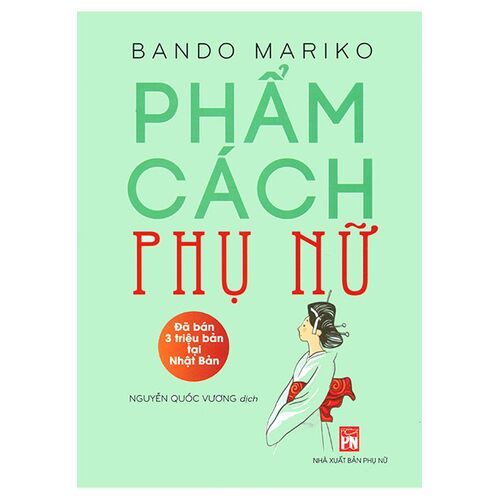 BANDO MARIKO
PHẨM
CÁCH
PHỤ NỮ
Đã bán
3 triệu bản
tại
Nhật Bản
NGUYỄN QUỐC VƯƠNG dịch
PN
NHÀ XUẤT BẢN PHỤ NỮ